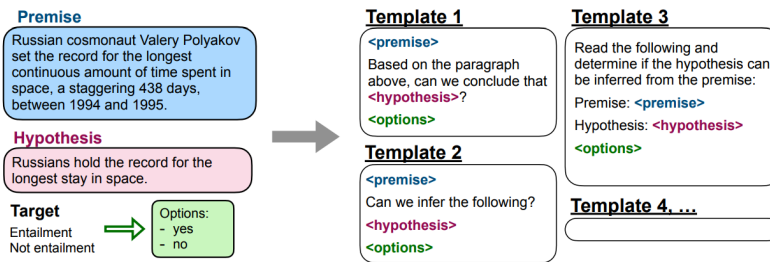 Premise
Russian cosmonaut Valery Polyakov
set the record for the longest
continuous amount of time spent in
space, a staggering 438 days,
between 1994 and 1995.
Hypothesis
Russians hold the record for the
longest stay in space.
Target
Entailment
Not entailment
Options:
- yes
- no
Template 1
<premise>
Based on the paragraph
above, can we conclude that
<hypothesis>?
<options>
Template 2
<premise>
Can we infer the following?
<hypothesis>
<options>
Template 3
Read the following and
determine if the hypothesis can
be inferred from the premise:
Premise: <premise>
Hypothesis: <hypothesis>
<options>
Template 4, ...